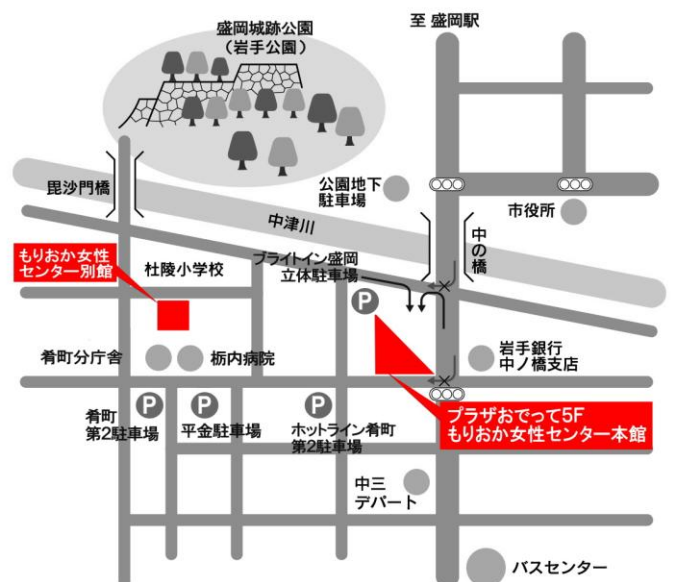 盛岡城跡公園
（岩手公園）
至 盛岡駅
毘沙門橋
公園地下
駐車場
市役所
中津川
中の橋
もりおか女性
センター別館
杜陵小学校
ブライトイン盛岡
立体駐車場
P
肴町分庁舎
栃内病院
岩手銀行
中ノ橋支店
P
P
P
肴町
第2駐車場
平金駐車場
ホットライン肴町
第2駐車場
プラザおでって5F
もりおか女性センター本館
中三
デパート
バスセンター